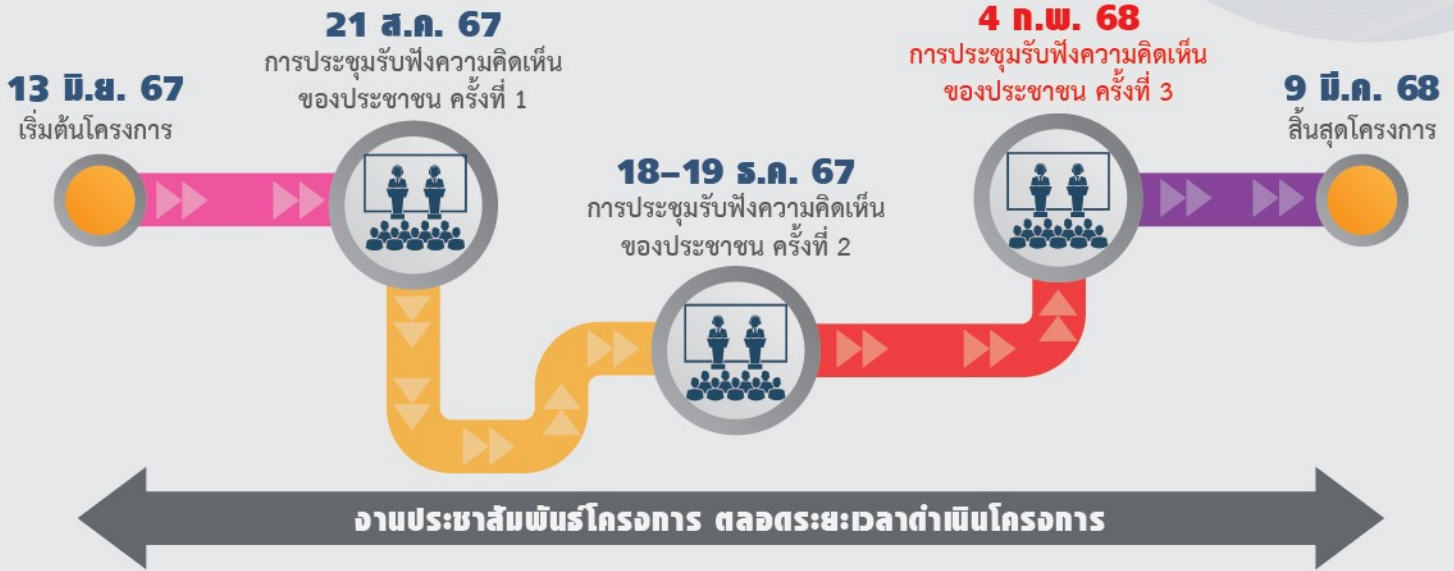 13 มิ.ย. 67
เริ่มต้นโครงการ
21 ส.ค. 67
การประชุมรับฟังความคิดเห็น
ของประชาชน ครั้งที่ 1
18–19 ธ.ค. 67
การประชุมรับฟังความคิดเห็น
ของประชาชน ครั้งที่ 2
4 ก.พ. 68
การประชุมรับฟังความคิดเห็น
ของประชาชน ครั้งที่ 3
9 มี.ค. 68
สิ้นสุดโครงการ
งานประชาสัมพันธ์โครงการ ตลอดระยะเวลาดำเนินโครงการ